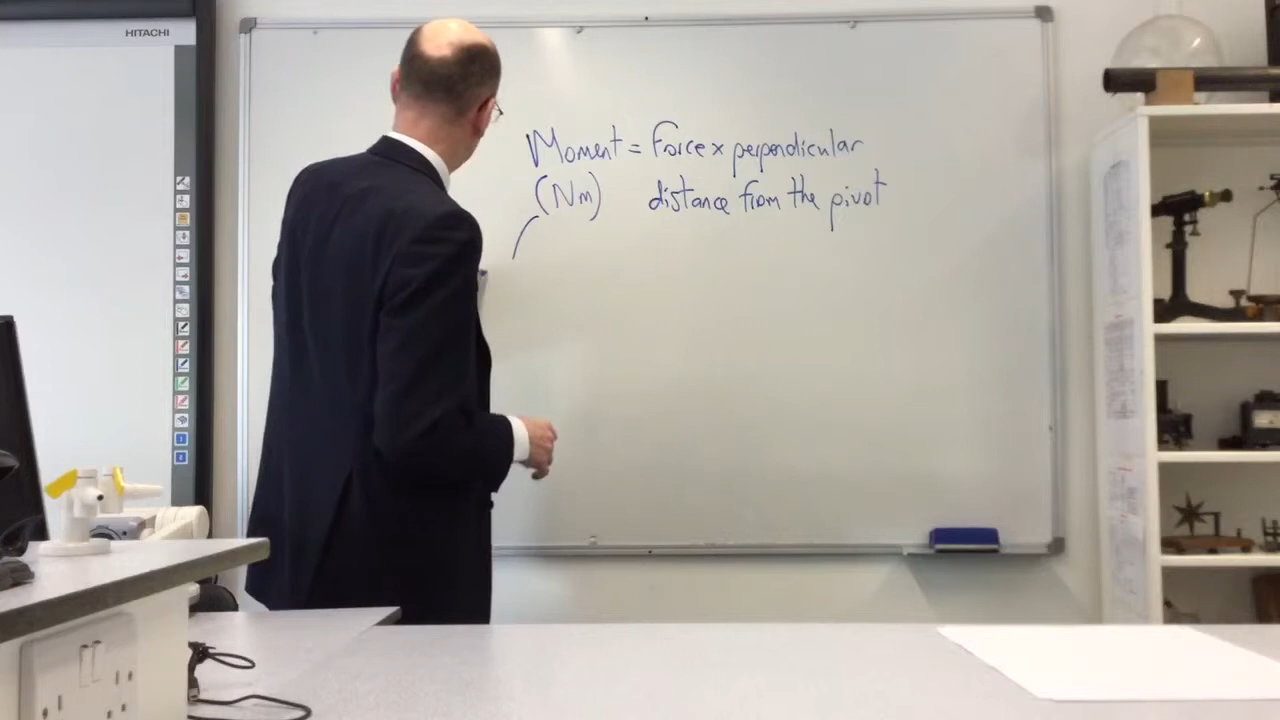 HITACHI
Moment = Force × perpendicular
(Nm) distance from the pivot